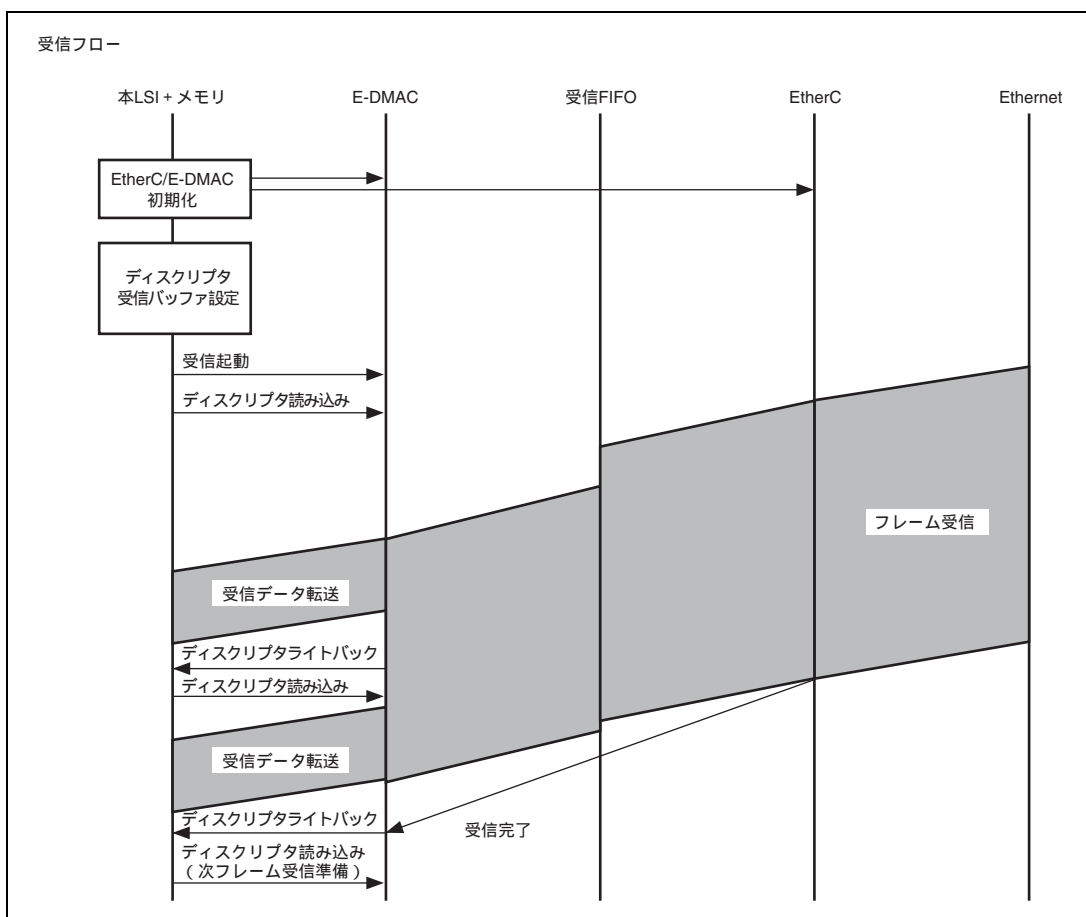 受信フロー
本LSI + メモリ
E-DMAC
受信FIFO
EtherC
Ethernet
EtherC/E-DMAC
初期化
ディスクリプタ
受信バッファ設定
受信起動
ディスクリプタ読み込み
フレーム受信
受信データ転送
ディスクリプタライトバック
ディスクリプタ読み込み
受信データ転送
ディスクリプタライトバック
受信完了
ディスクリプタ読み込み
（次フレーム受信準備）